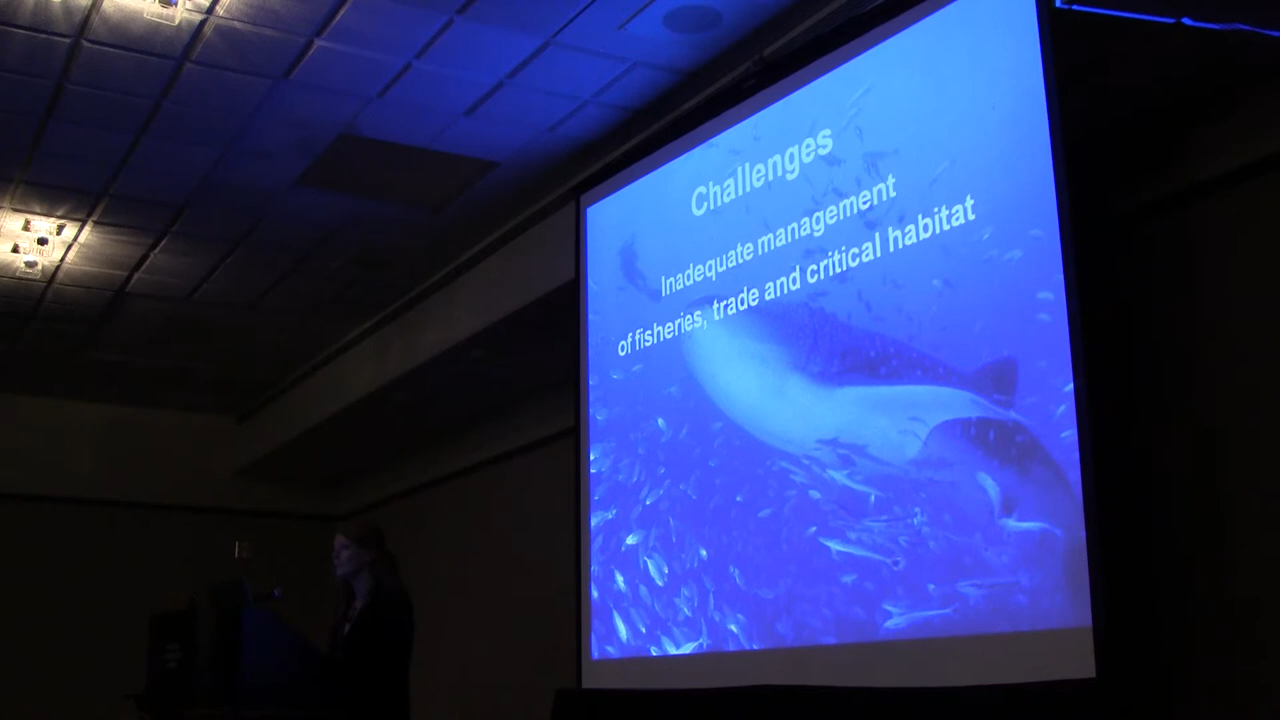 Challenges
Inadequate management
of fisheries, trade and critical habitat